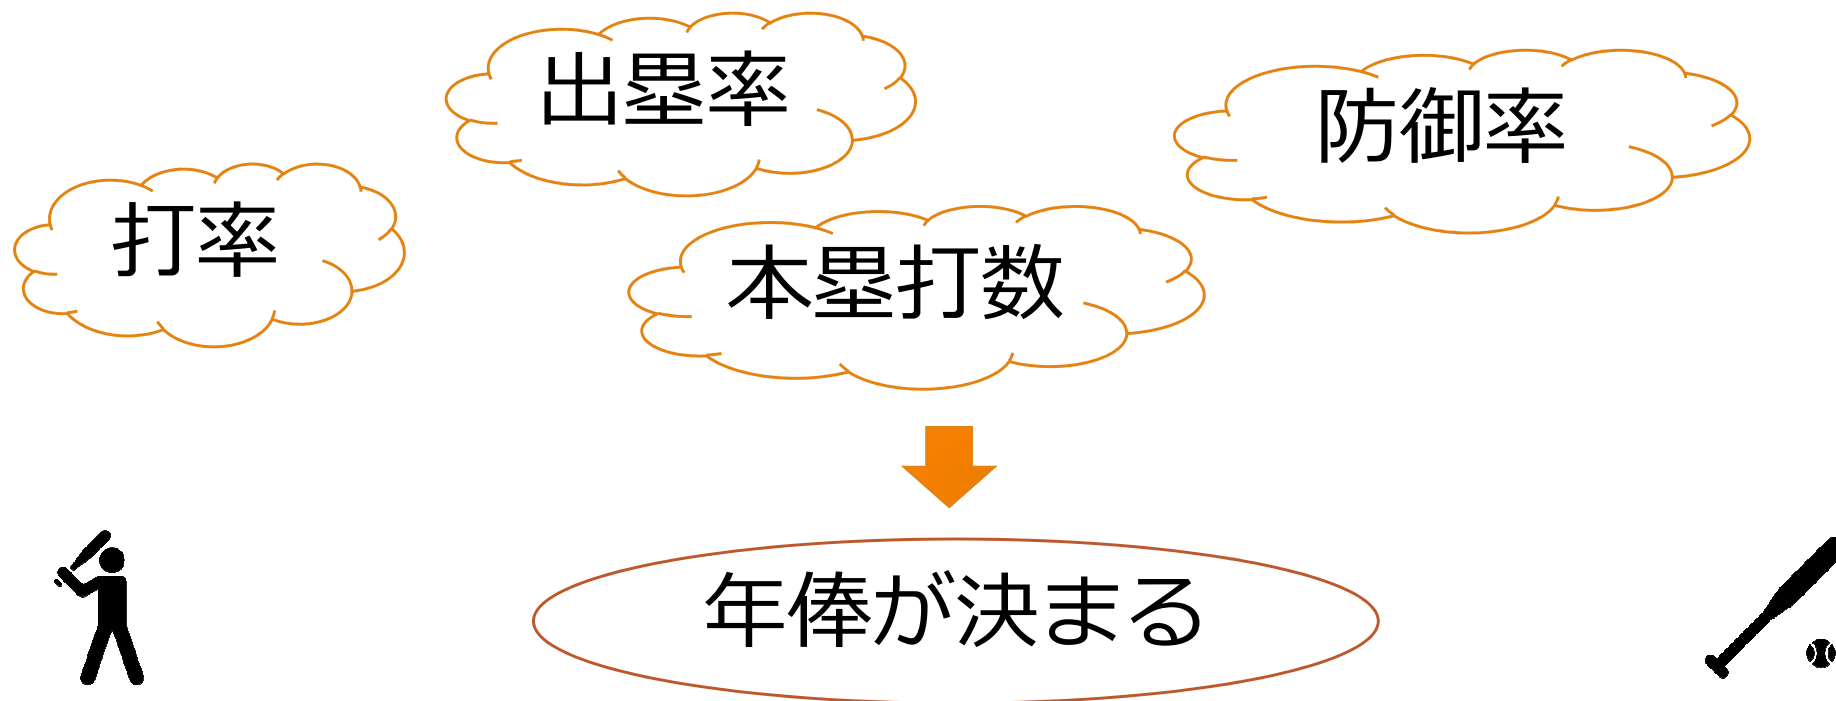 出塁率
防御率
打率
本塁打数
年俸が決まる